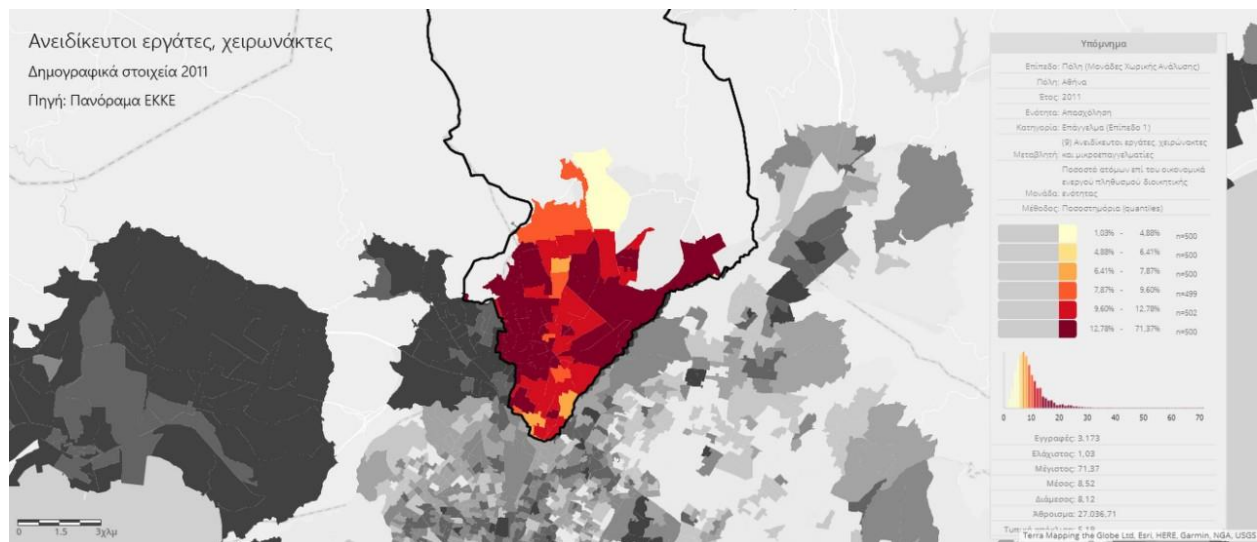 Ανειδίκευτοι εργάτες, χειρωνάκτες
Δημογραφικά στοιχεία 2011
Πηγή: Πανόραμα ΕΚΚΕ
Υπόμνημα
Επίπεδο: Πόλη (Μονάδες Χωρικής Ανάλυσης)
Πόλη: Αθήνα
Έτος: 2011
Ενότητα: Απασχόληση
Κατηγορία: Επάγγελμα (Επίπεδο 1)
(9) Ανειδίκευτοι εργάτες, χειρώνακτες
Μεταβλητή: και μικροεπαγγελματίες
Ποσοστό ατόμων επί του οικονομικά
ενεργού πληθυσμού διοικητικής
Μονάδα: ενότητας
Μέθοδος: Ποσοστημόρια (quantiles)
1,03% - 4,88% n=500
4,88% - 6,41% n=500
6,41% - 7,87% n=500
7,87% - 9,60% n=499
9,60% - 12,78% n=502
12,78% - 71,37% n=500
0 10 20 30 40 50 60 70
Εγγραφές: 3.173
Ελάχιστος: 1,03
Μέγιστος: 71,37
Μέσος: 8,52
Διάμεσος: 8,12
Άθροισμα: 27.036,71
0 1.5 3χλμ
Terra Mapping the Globe Ltd, Esri, HERE, Garmin, NGA, USGS